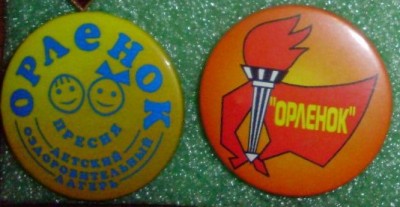 ОРЛеНОК
ПРЕСНЯ
ДЕТСКИЙ
ОЗДОРОВИТЕЛЬНЫЙ
ЛАГЕРЬ
"ОРЛЕНОК"